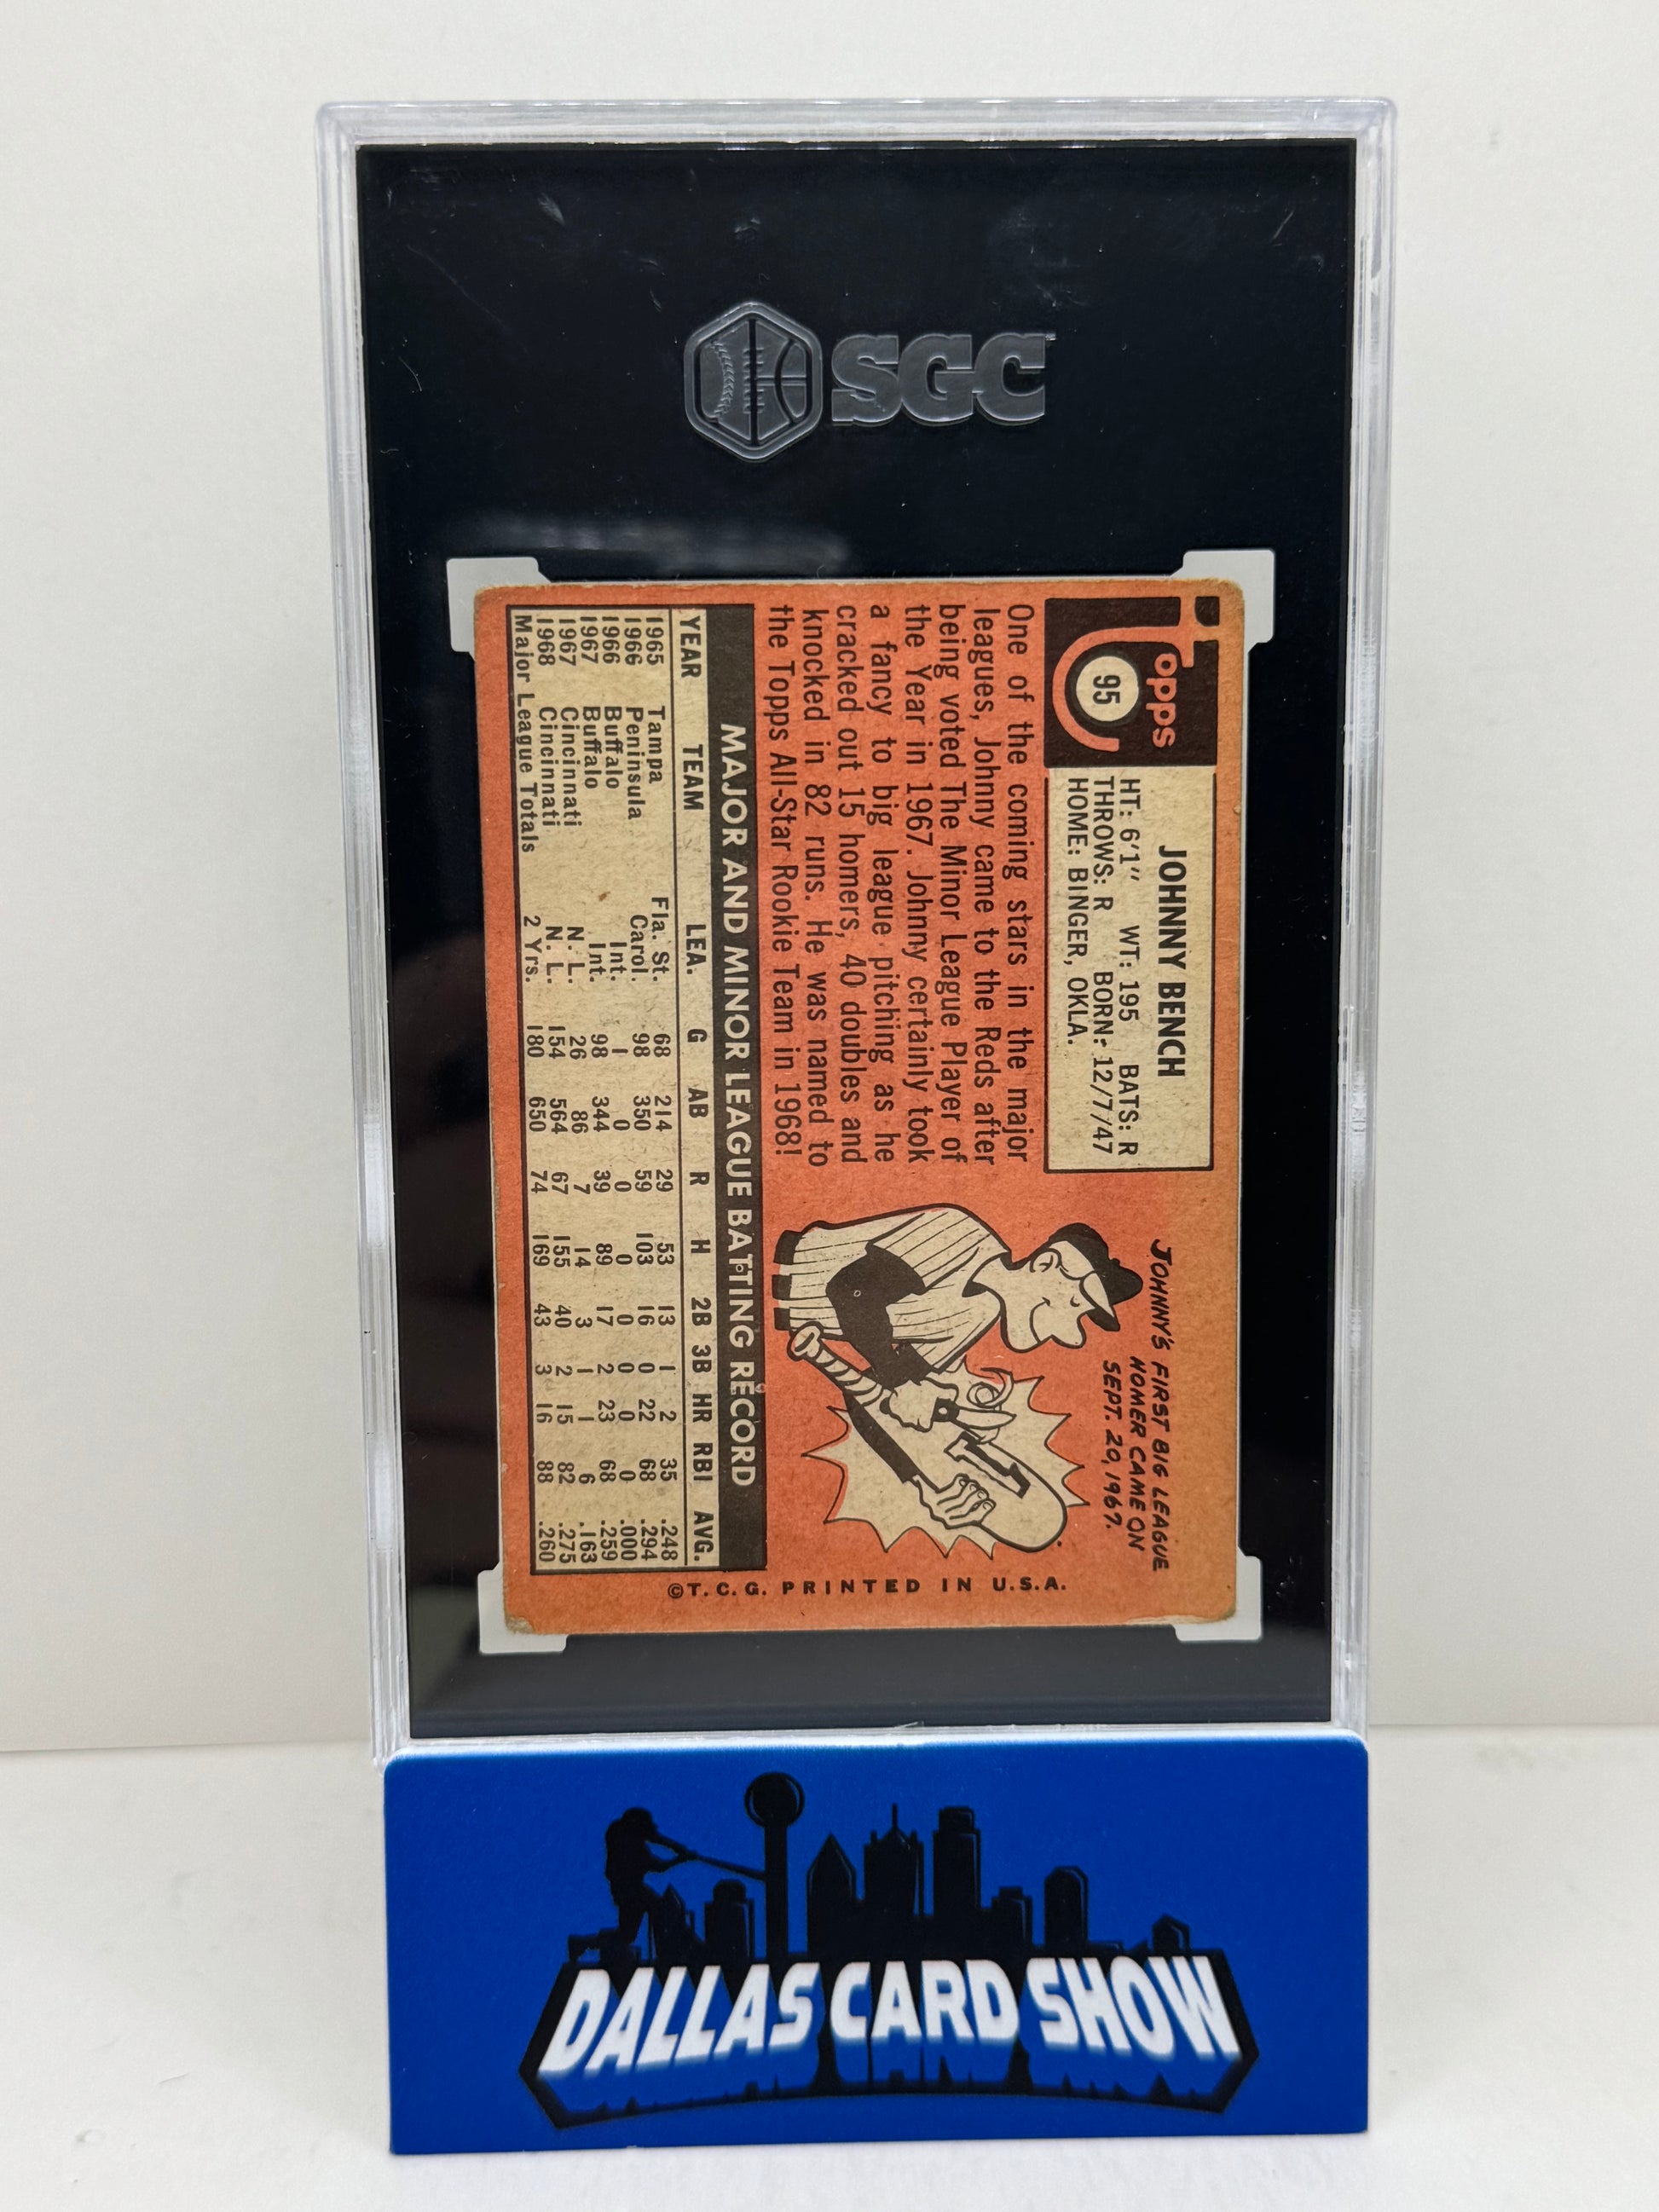 SGC
Topps
95
JOHNNY BENCH
HT: 6'1" WT: 195 BATS: R
THROWS: R BORN: 12/7/47
HOME: BINGER, OKLA.
One of the coming stars in the major
leagues, Johnny came to the Reds after
being voted The Minor League Player of
the Year in 1967. Johnny certainly took
a fancy to big league pitching as he
cracked out 15 homers, 40 doubles and
knocked in 82 runs. He was named to
the Topps All-Star Rookie Team in 1968!
JOHNNY'S FIRST BIG LEAGUE
HOMER CAME ON
SEPT. 20, 1967.
MAJOR AND MINOR LEAGUE BATTING RECORD
YEAR TEAM LEA. G AB R H 2B 3B HR RBI AVG.
1965 Tampa Fla. St. 68 214 29 53 13 1 2 35 .248
1966 Peninsula Carol. 98 350 59 103 16 0 22 68 .294
1966 Buffalo Int. 1 0 0 0 0 0 0 0 .000
1967 Buffalo Int. 98 344 39 89 17 2 23 68 .259
1967 Cincinnati N. L. 26 86 7 14 3 1 1 6 .163
1968 Cincinnati N. L. 154 564 67 155 40 2 15 82 .275
Major League Totals 2 Yrs. 180 650 74 169 43 3 16 88 .260
©T.C.G. PRINTED IN U.S.A.
DALLAS CARD SHOW